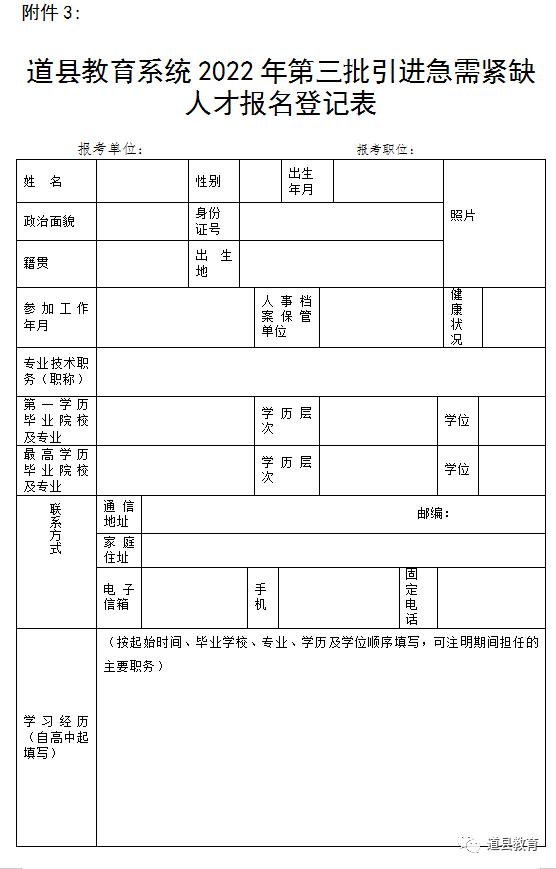 附件 3：
道县教育系统 2022 年第三批引进急需紧缺
人才报名登记表
报考单位： 报考职位：
姓 名 性别 出生
年月
照片
政治面貌 身份
证号
籍贯 出 生
地
参加工作
年月
人事档
案保管
单位
健
康
状
况
专业技术职
务（职称）
第一学历
毕业院校
及专业
学历层
次
学位
最高学历
毕业院校
及专业
学历层
次
学位
联
系
方
式
通信
地址
邮编：
家庭
住址
电子
信箱
手
机
固
定
电
话
学习经历
（自高中起
填写）
（按起始时间、毕业学校、专业、学历及学位顺序填写，可注明期间担任的
主要职务）
道县教育